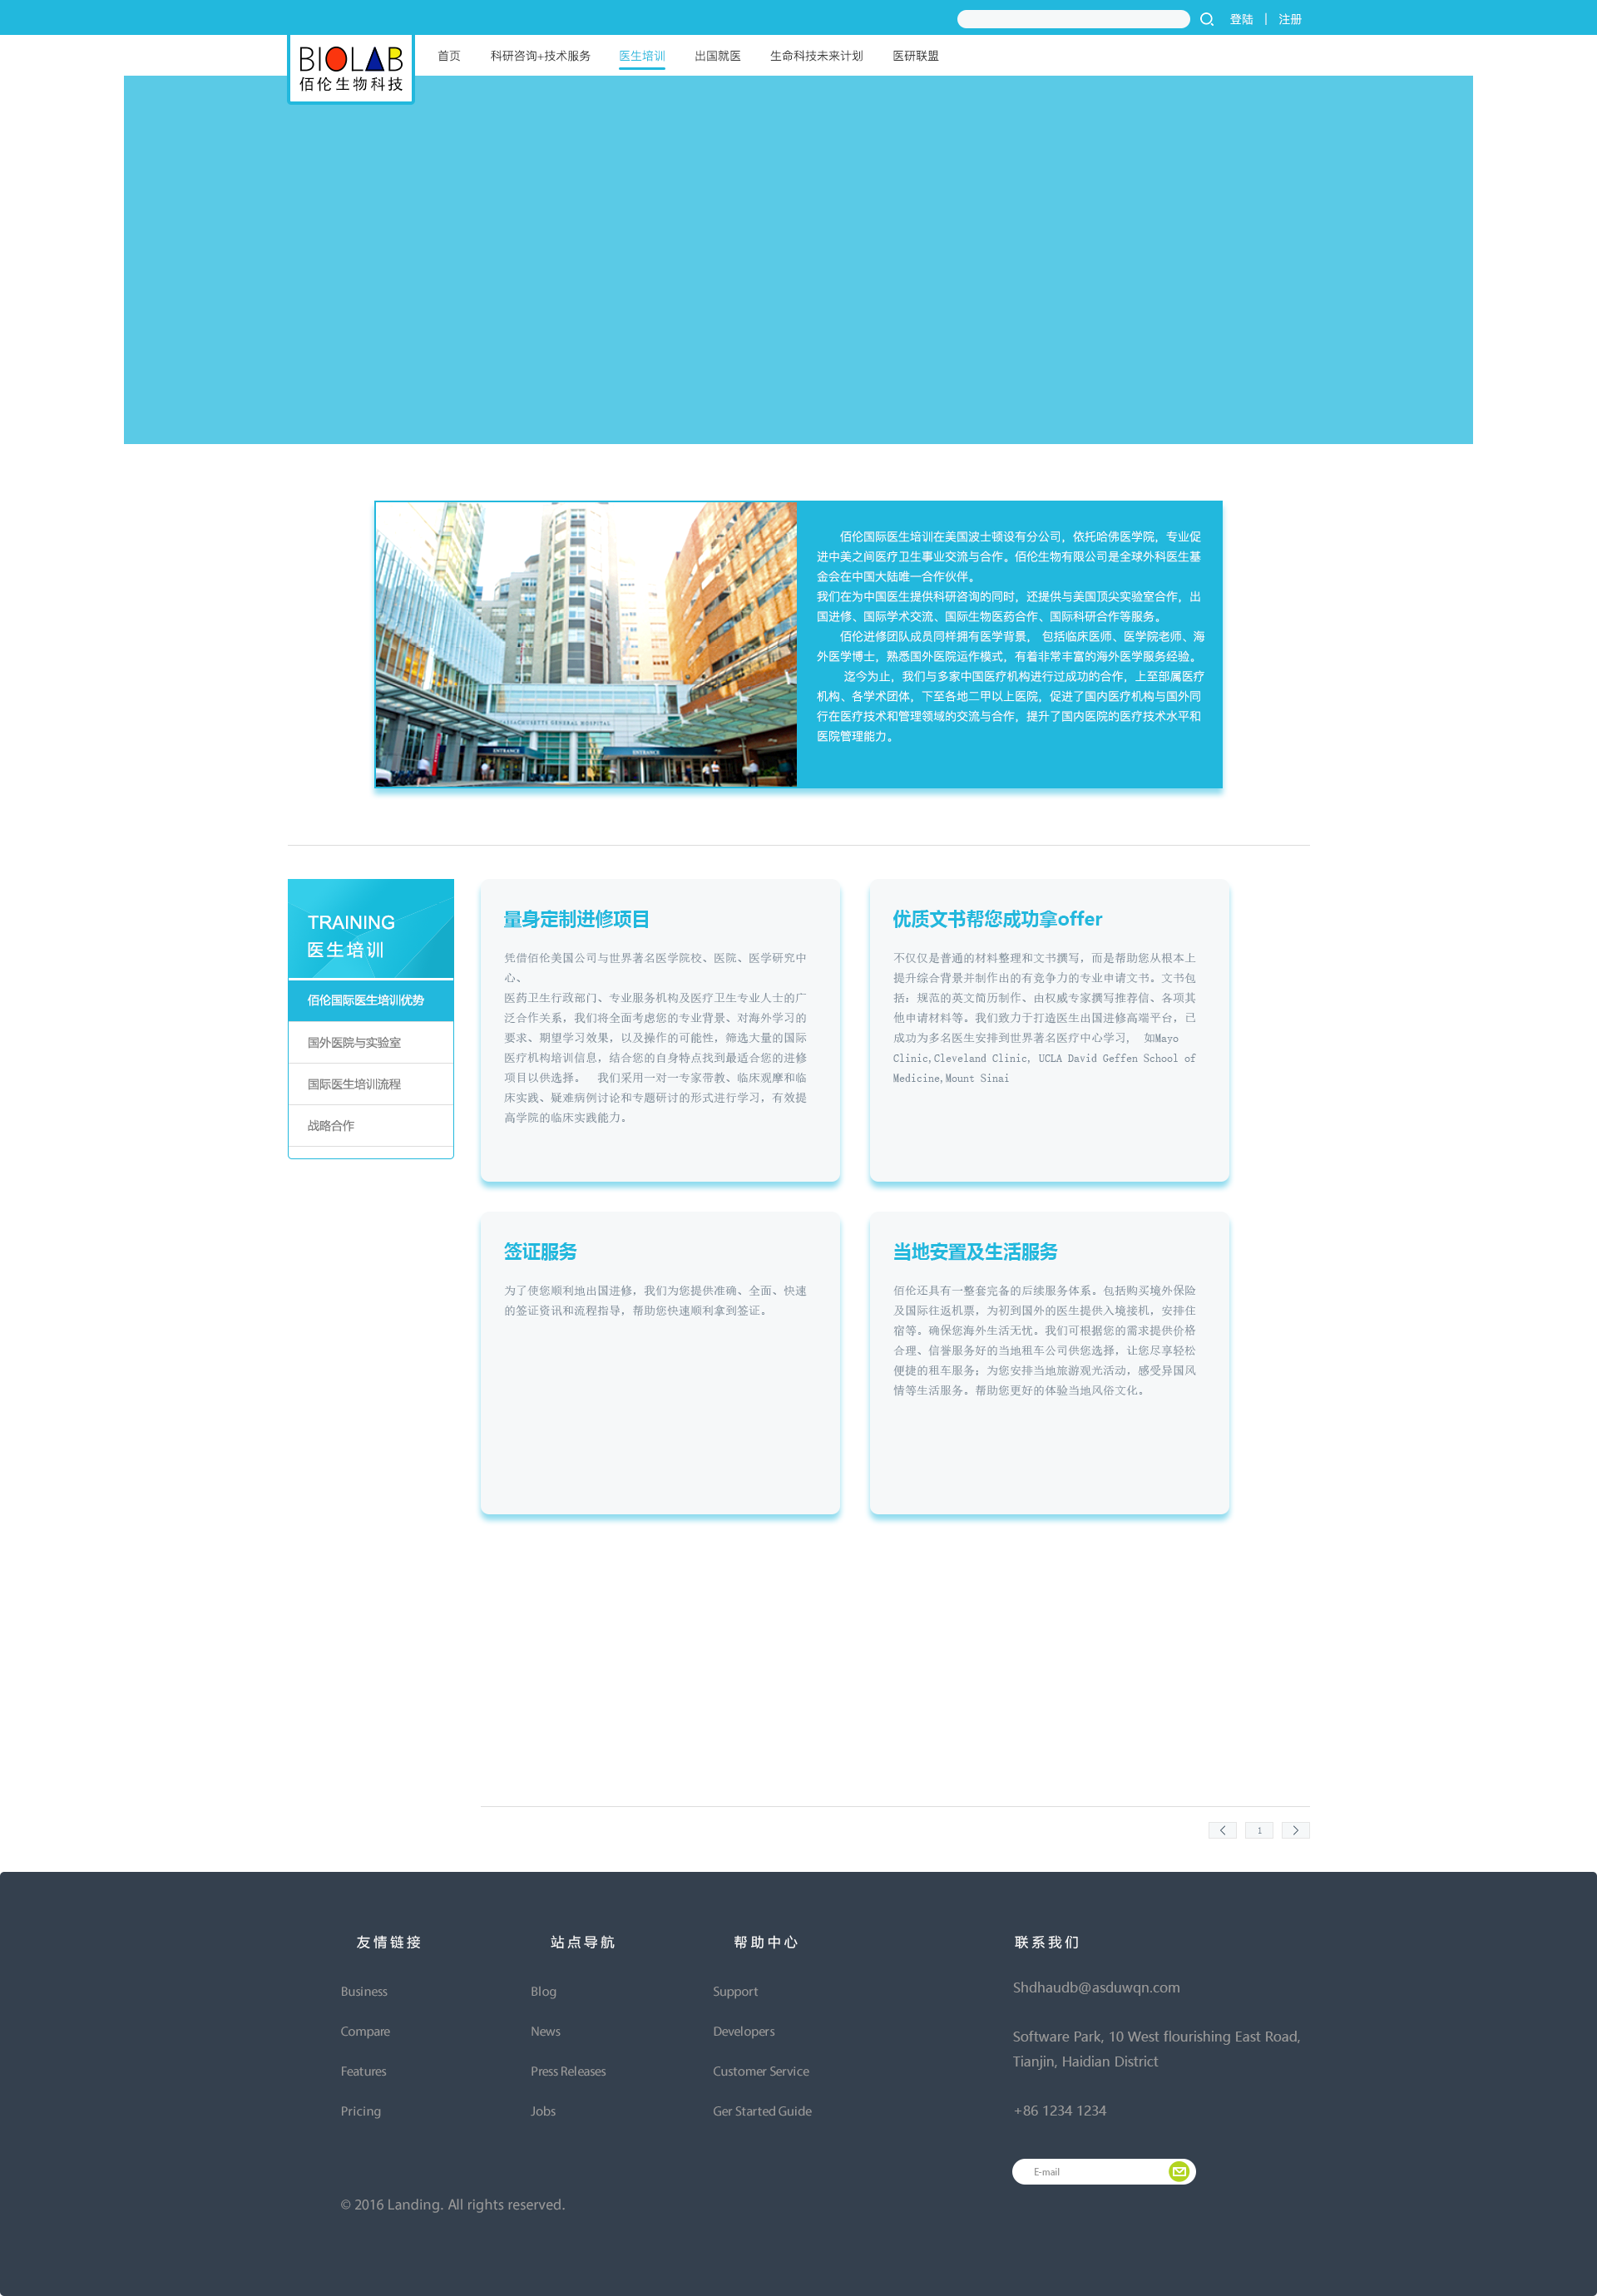 登陆 | 注册
BIOLAB
佰伦生物科技
首页 科研咨询+技术服务 医生培训 出国就医 生命科技未来计划 医研联盟
佰伦国际医生培训在美国波士顿设有分公司，依托哈佛医学院，专业促
进中美之间医疗卫生事业交流与合作。佰伦生物有限公司是全球外科医生基
金会在中国大陆唯一合作伙伴。
我们在为中国医生提供科研咨询的同时，还提供与美国顶尖实验室合作，出
国进修、国际学术交流、国际生物医药合作、国际科研合作等服务。
佰伦进修团队成员同样拥有医学背景， 包括临床医师、医学院老师、海
外医学博士，熟悉国外医院运作模式，有着非常丰富的海外医学服务经验。
迄今为止，我们与多家中国医疗机构进行过成功的合作，上至部属医疗
机构、各学术团体，下至各地二甲以上医院，促进了国内医疗机构与国外同
行在医疗技术和管理领域的交流与合作，提升了国内医院的医疗技术水平和
医院管理能力。
MASSACHUSETTS GENERAL HOSPITAL
ENTRANCE
ENTRANCE
TRAINING
医生培训
佰伦国际医生培训优势
国外医院与实验室
国际医生培训流程
战略合作
量身定制进修项目
凭借佰伦美国公司与世界著名医学院校、医院、医学研究中
心、
医药卫生行政部门、专业服务机构及医疗卫生专业人士的广
泛合作关系，我们将全面考虑您的专业背景、对海外学习的
要求、期望学习效果，以及操作的可能性，筛选大量的国际
医疗机构培训信息，结合您的自身特点找到最适合您的进修
项目以供选择。 我们采用一对一专家带教、临床观摩和临
床实践、疑难病例讨论和专题研讨的形式进行学习，有效提
高学院的临床实践能力。
优质文书帮您成功拿offer
不仅仅是普通的材料整理和文书撰写，而是帮助您从根本上
提升综合背景并制作出的有竞争力的专业申请文书。文书包
括：规范的英文简历制作、由权威专家撰写推荐信、各项其
他申请材料等。我们致力于打造医生出国进修高端平台，已
成功为多名医生安排到世界著名医疗中心学习， 如Mayo
Clinic,Cleveland Clinic, UCLA David Geffen School of
Medicine,Mount Sinai
签证服务
为了使您顺利地出国进修，我们为您提供准确、全面、快速
的签证资讯和流程指导，帮助您快速顺利拿到签证。
当地安置及生活服务
佰伦还具有一整套完备的后续服务体系。包括购买境外保险
及国际往返机票，为初到国外的医生提供入境接机，安排住
宿等。确保您海外生活无忧。我们可根据您的需求提供价格
合理、信誉服务好的当地租车公司供您选择，让您尽享轻松
便捷的租车服务；为您安排当地旅游观光活动，感受异国风
情等生活服务。帮助您更好的体验当地风俗文化。
1
友情链接
Business
Compare
Features
Pricing
站点导航
Blog
News
Press Releases
Jobs
帮助中心
Support
Developers
Customer Service
Ger Started Guide
联系我们
Shdhaudb@asduwqn.com
Software Park, 10 West flourishing East Road,
Tianjin, Haidian District
+86 1234 1234
E-mail
© 2016 Landing. All rights reserved.